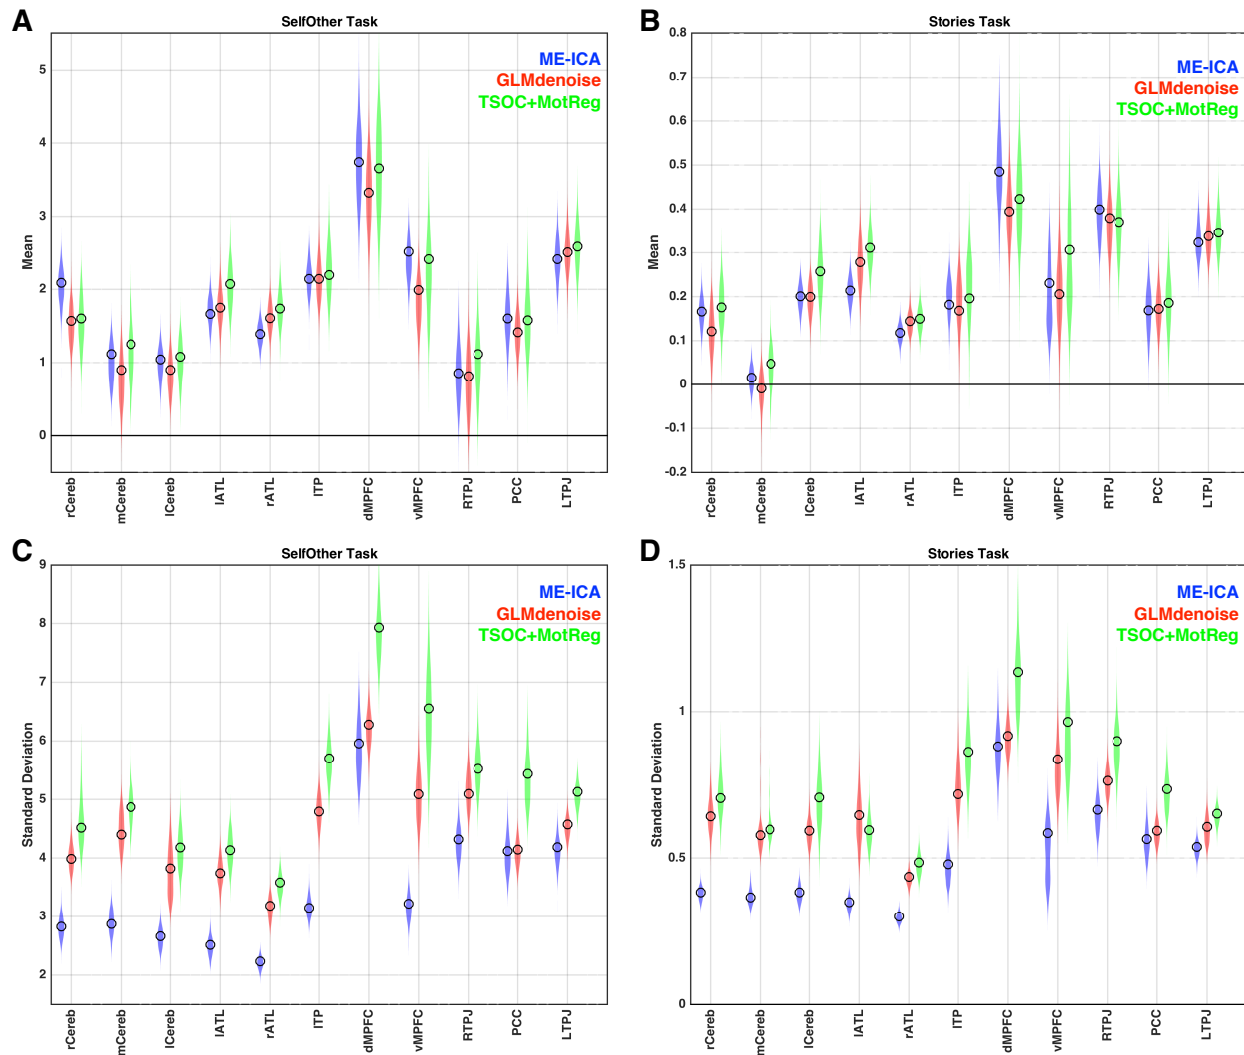 A
SelfOther Task
ME-ICA
GLMdenoise
TSOC+MotReg
Mean
5
4
3
2
1
0
rCereb
mCereb
lCereb
lATL
rATL
lTP
dMPFC
vMPFC
RTPJ
PCC
LTPJ
B
Stories Task
ME-ICA
GLMdenoise
TSOC+MotReg
Mean
0.8
0.7
0.6
0.5
0.4
0.3
0.2
0.1
0
-0.1
-0.2
rCereb
mCereb
lCereb
lATL
rATL
lTP
dMPFC
vMPFC
RTPJ
PCC
LTPJ
C
SelfOther Task
ME-ICA
GLMdenoise
TSOC+MotReg
Standard Deviation
9
8
7
6
5
4
3
2
rCereb
mCereb
lCereb
lATL
rATL
lTP
dMPFC
vMPFC
RTPJ
PCC
LTPJ
D
Stories Task
ME-ICA
GLMdenoise
TSOC+MotReg
Standard Deviation
1.5
1
0.5
0
rCereb
mCereb
lCereb
lATL
rATL
lTP
dMPFC
vMPFC
RTPJ
PCC
LTPJ